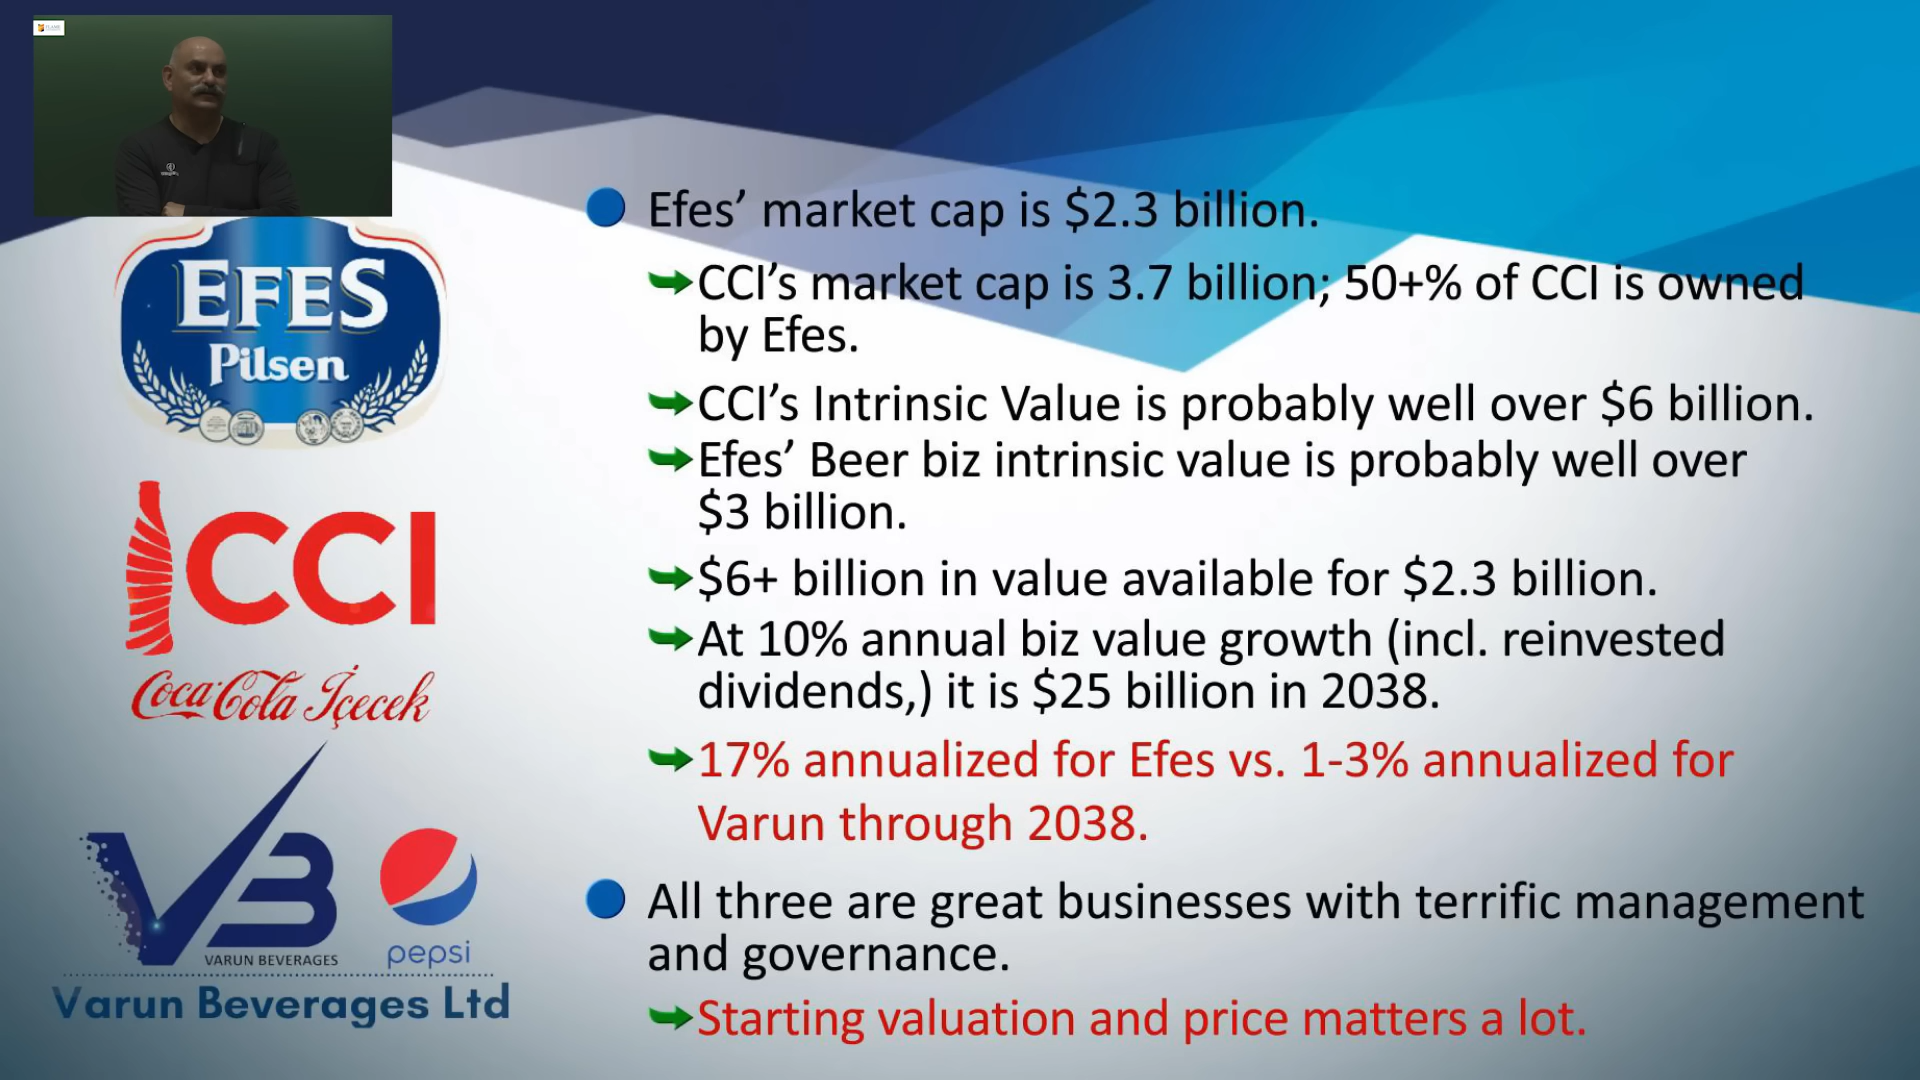 Efes’ market cap is $2.3 billion.
CCI’s market cap is 3.7 billion; 50+% of CCI is owned
by Efes.
CCI’s Intrinsic Value is probably well over $6 billion.
Efes’ Beer biz intrinsic value is probably well over
$3 billion.
$6+ billion in value available for $2.3 billion.
At 10% annual biz value growth (incl. reinvested
dividends,) it is $25 billion in 2038.
17% annualized for Efes vs. 1-3% annualized for
Varun through 2038.
All three are great businesses with terrific management
and governance.
Starting valuation and price matters a lot.
EFES
Pilsen
CCI
Coca-Cola İçecek
VB
VARUN BEVERAGES
pepsi
Varun Beverages Ltd